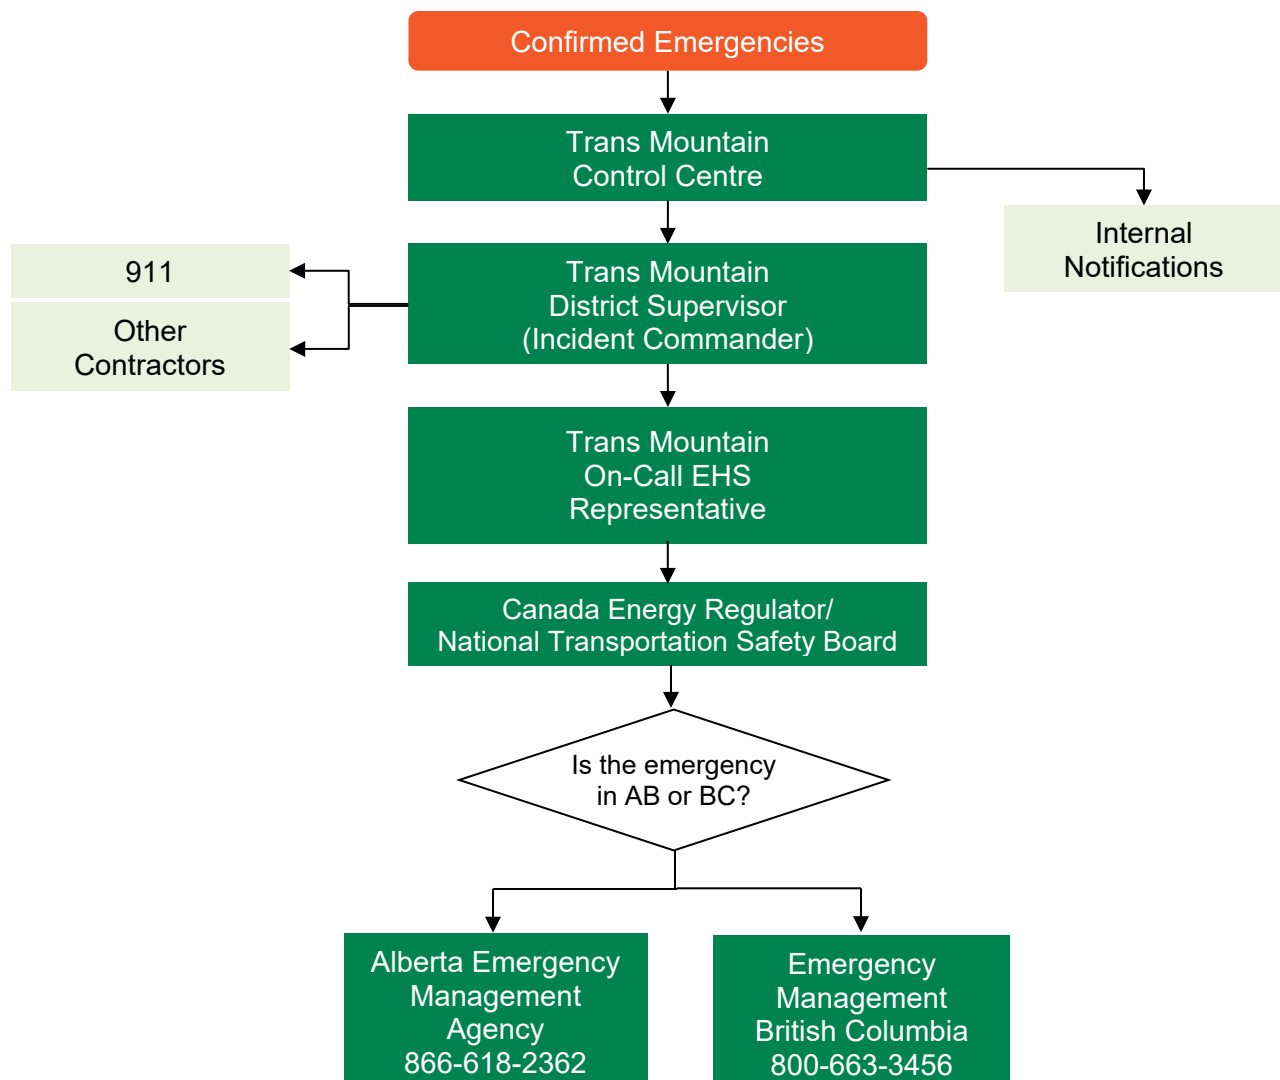 Confirmed Emergencies
Trans Mountain
Control Centre
Internal
Notifications
911
Other
Contractors
Trans Mountain
District Supervisor
(Incident Commander)
Trans Mountain
On-Call EHS
Representative
Canada Energy Regulator/
National Transportation Safety Board
Is the emergency
in AB or BC?
Alberta Emergency
Management
Agency
866-618-2362
Emergency
Management
British Columbia
800-663-3456